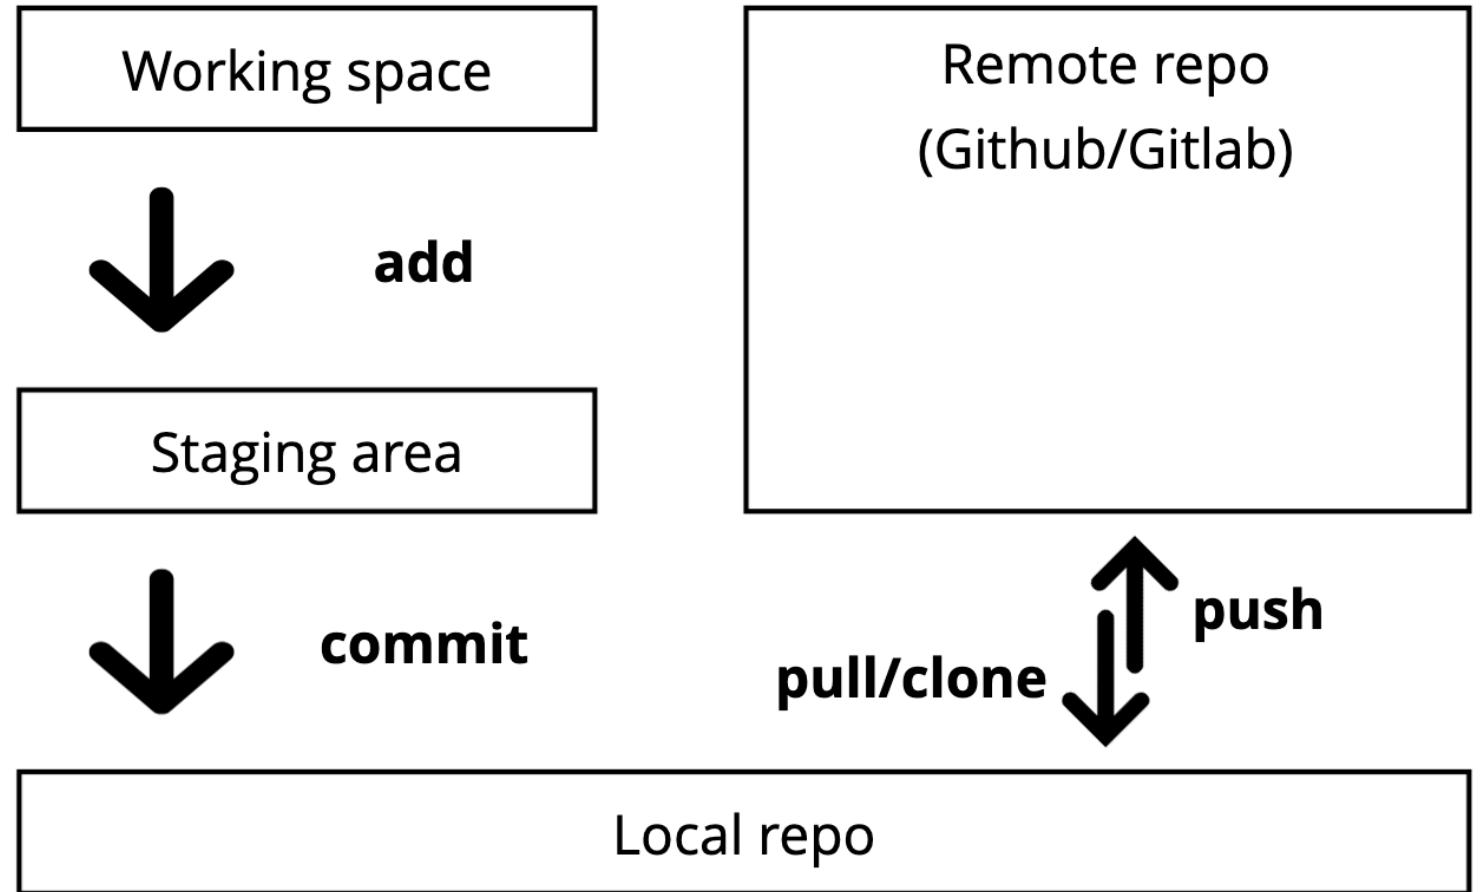 Working space
Remote repo
(Github/Gitlab)
add
Staging area
commit
push
pull/clone
Local repo